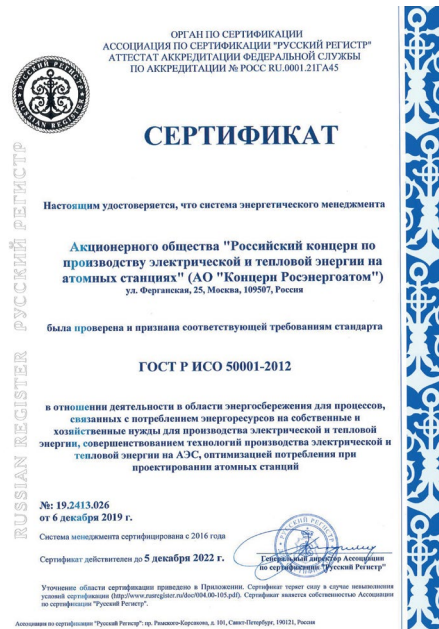 ОРГАН ПО СЕРТИФИКАЦИИ
АССОЦИАЦИЯ ПО СЕРТИФИКАЦИИ "РУССКИЙ РЕГИСТР"
АТТЕСТАТ АККРЕДИТАЦИИ ФЕДЕРАЛЬНОЙ СЛУЖБЫ
ПО АККРЕДИТАЦИИ № РОСС RU.0001.21ГА45
РУССКИЙ РЕГИСТР
RUSSIAN REGISTER
СЕРТИФИКАТ
RUSSIAN REGISTER РУССКИЙ РЕГИСТР
Настоящим удостоверяется, что система энергетического менеджмента
Акционерного общества "Российский концерн по
производству электрической и тепловой энергии на
атомных станциях" (АО "Концерн Росэнергоатом")
ул. Ферганская, 25, Москва, 109507, Россия
была проверена и признана соответствующей требованиям стандарта
ГОСТ Р ИСО 50001-2012
в отношении деятельности в области энергосбережения для процессов,
связанных с потреблением энергоресурсов на собственные и
хозяйственные нужды для производства электрической и тепловой
энергии, совершенствованием технологий производства электрической и
тепловой энергии на АЭС, оптимизацией потребления при
проектировании атомных станций
№: 19.2413.026
от 6 декабря 2019 г.
Система менеджмента сертифицирована с 2016 года
Сертификат действителен до 5 декабря 2022 г.
Генеральный директор Ассоциации
по сертификации "Русский Регистр"
Уточнение области сертификации приведено в Приложении. Сертификат теряет силу в случае невыполнения
условий сертификации (http://www.rusregister.ru/doc/004.00-105.pdf). Сертификат является собственностью Ассоциации
по сертификации "Русский Регистр".
Ассоциация по сертификации "Русский Регистр": пр. Римского-Корсакова, д. 101, Санкт-Петербург, 190121, Россия